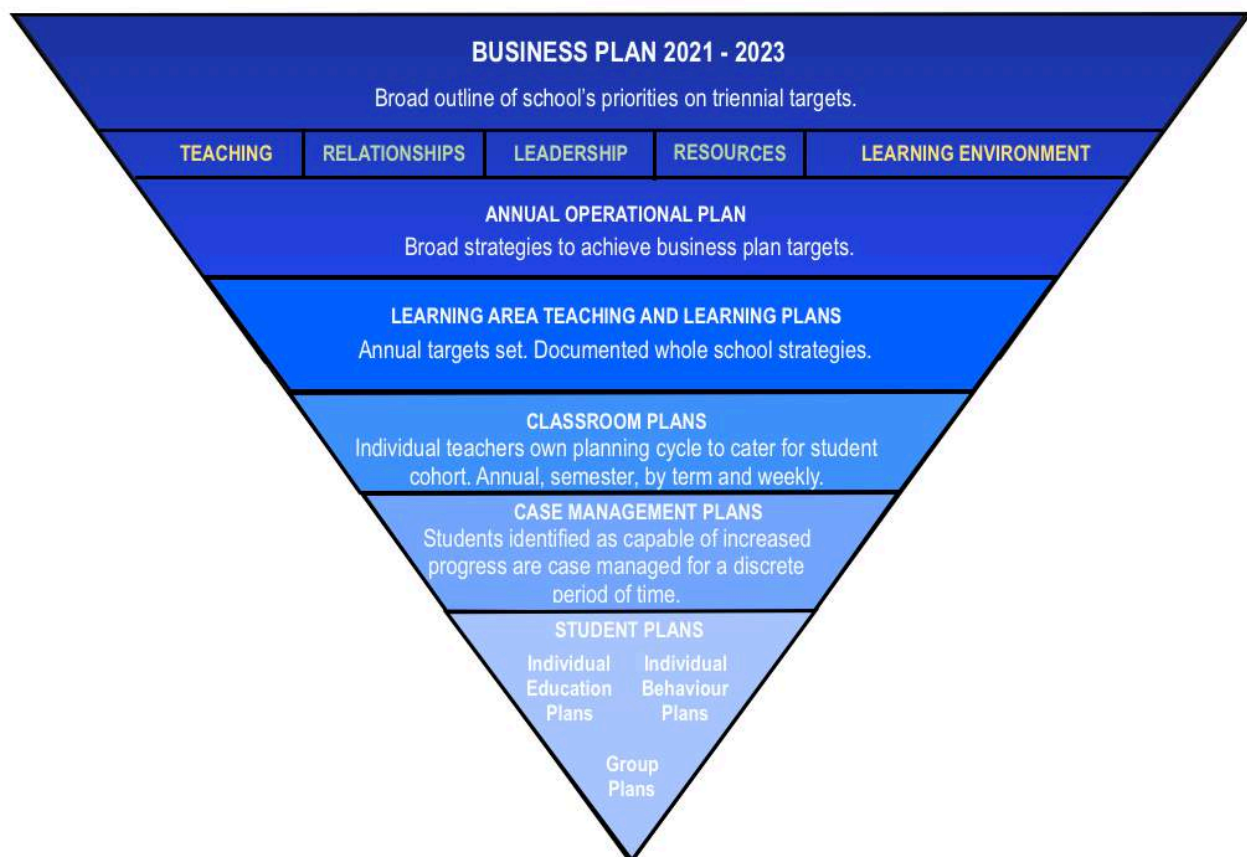 BUSINESS PLAN 2021 - 2023
Broad outline of school's priorities on triennial targets.
TEACHING RELATIONSHIPS LEADERSHIP RESOURCES LEARNING ENVIRONMENT
ANNUAL OPERATIONAL PLAN
Broad strategies to achieve business plan targets.
LEARNING AREA TEACHING AND LEARNING PLANS
Annual targets set. Documented whole school strategies.
CLASSROOM PLANS
Individual teachers own planning cycle to cater for student
cohort. Annual, semester, by term and weekly.
CASE MANAGEMENT PLANS
Students identified as capable of increased
progress are case managed for a discrete
period of time.
STUDENT PLANS
Individual
Education
Plans
Individual
Behaviour
Plans
Group
Plans